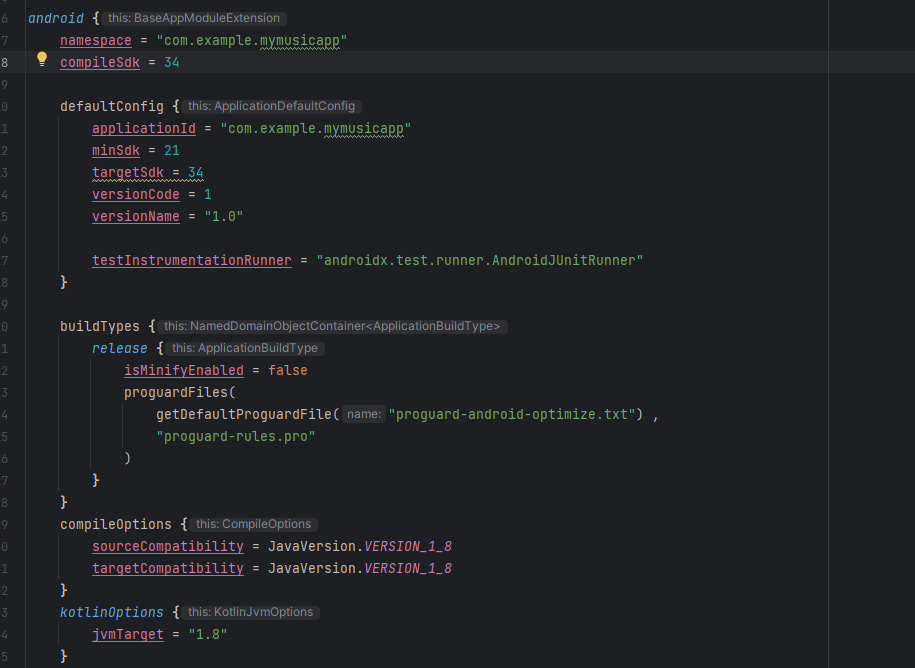 6 android { this: BaseAppModuleExtension
7 namespace = "com.example.mymusicapp"
8 compileSdk = 34
9
0 defaultConfig { this: ApplicationDefaultConfig
1 applicationId = "com.example.mymusicapp"
2 minSdk = 21
3 targetSdk = 34
4 versionCode = 1
5 versionName = "1.0"
6
7 testInstrumentationRunner = "androidx.test.runner.AndroidJUnitRunner"
8 }
9
0 buildTypes { this: NamedDomainObjectContainer<ApplicationBuildType>
1 release { this: ApplicationBuildType
2 isMinifyEnabled = false
3 proguardFiles(
4 getDefaultProguardFile( name: "proguard-android-optimize.txt") ,
5 "proguard-rules.pro"
6 )
7 }
8 }
9 compileOptions { this: CompileOptions
0 sourceCompatibility = JavaVersion.VERSION_1_8
1 targetCompatibility = JavaVersion.VERSION_1_8
2 }
3 kotlinOptions { this: KotlinJvmOptions
4 jvmTarget = "1.8"
5 }